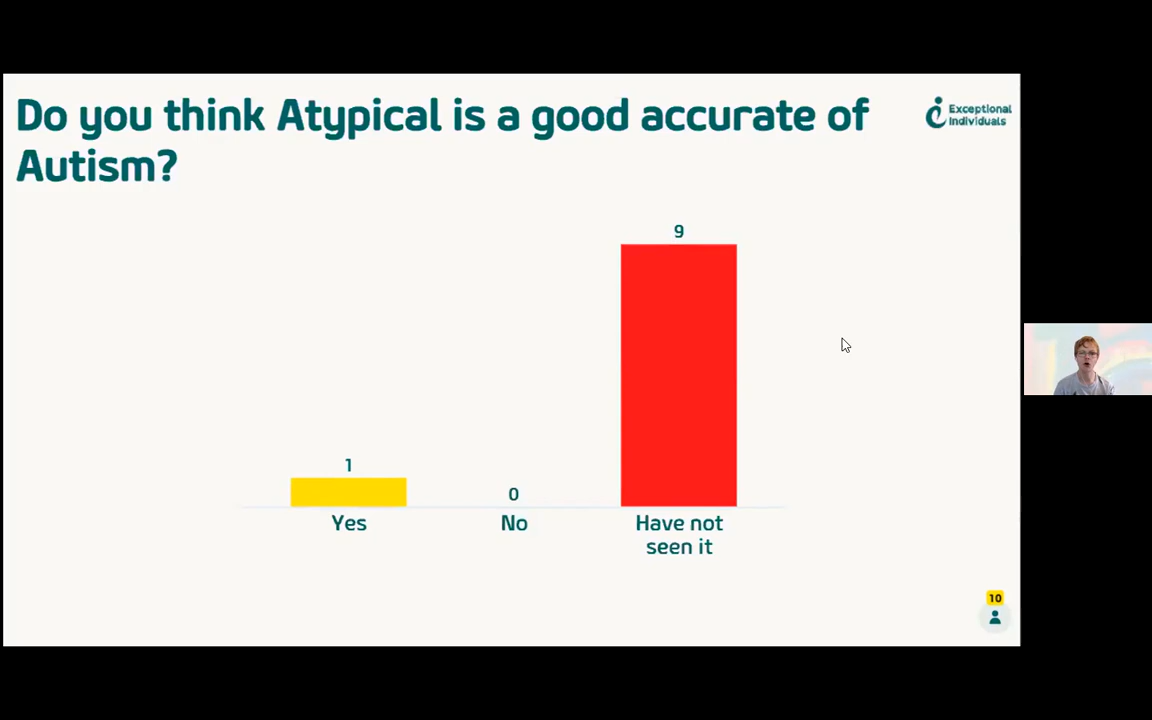 Do you think Atypical is a good accurate of
Autism?
Exceptional
Individuals
9
1
0
Yes
No
Have not
seen it
10